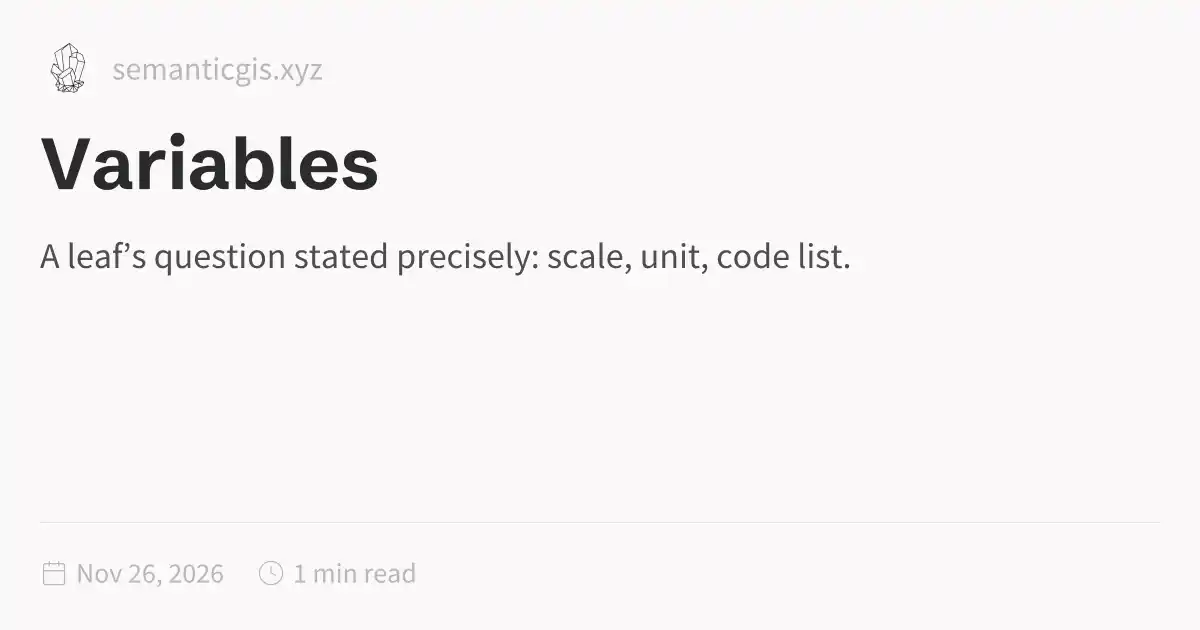 semanticgis.xyz
Variables
A leaf’s question stated precisely: scale, unit, code list.
Nov 26, 2026
1 min read